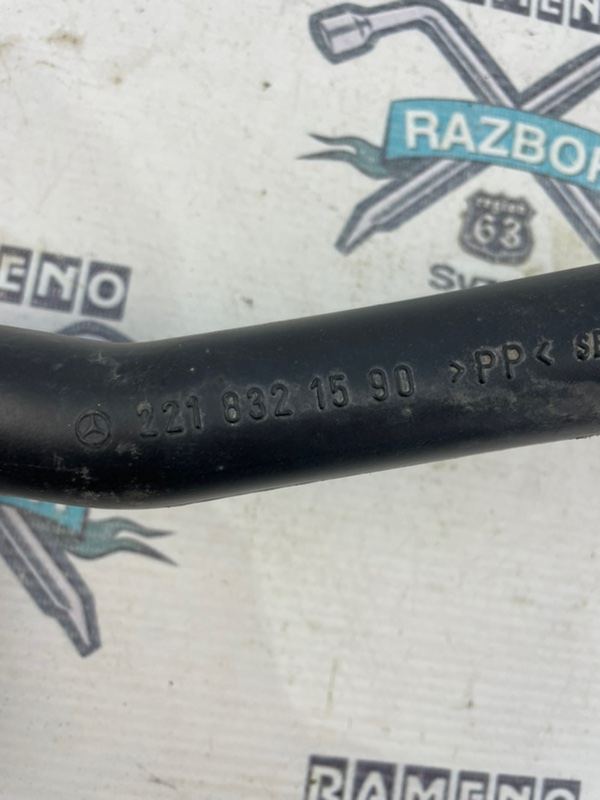 RAZBOR
63
ENO
221 832 15 90 >PP<
RAMENO